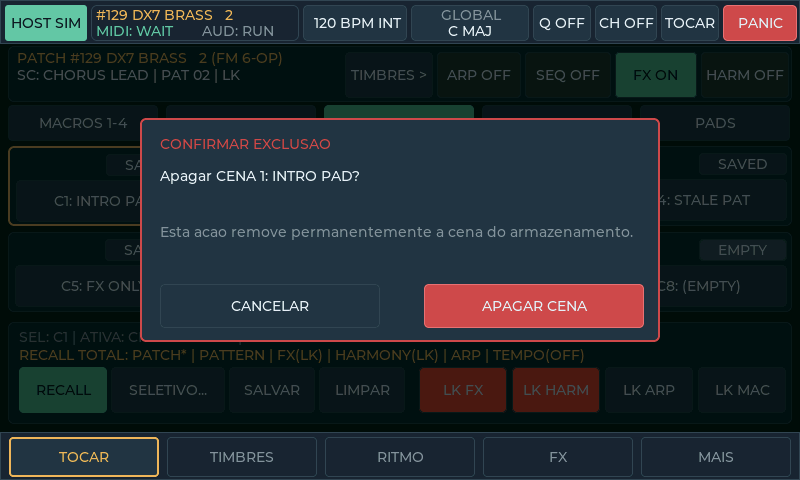 HOST SIM
#129 DX7 BRASS 2
MIDI: WAIT AUD: RUN
120 BPM INT
GLOBAL
C MAJ
Q OFF
CH OFF
TOCAR
PANIC
PATCH #129 DX7 BRASS 2 (FM 6-OP)
SC: CHORUS LEAD | PAT 02 | LK
TIMBRES >
ARP OFF
SEQ OFF
FX ON
HARM OFF
MACROS 1-4
PADS
CONFIRMAR EXCLUSAO
Apagar CENA 1: INTRO PAD?
Esta acao remove permanentemente a cena do armazenamento.
CANCELAR
APAGAR CENA
SA
SAVED
C1: INTRO PA
4: STALE PAT
SA
EMPTY
C5: FX ONL
C8: (EMPTY)
SEL: C1 | ATIVA: C
RECALL TOTAL: PATCH* | PATTERN | FX(LK) | HARMONY(LK) | ARP | TEMPO(OFF)
RECALL
SELETIVO...
SALVAR
LIMPAR
LK FX
LK HARM
LK ARP
LK MAC
TOCAR
TIMBRES
RITMO
FX
MAIS